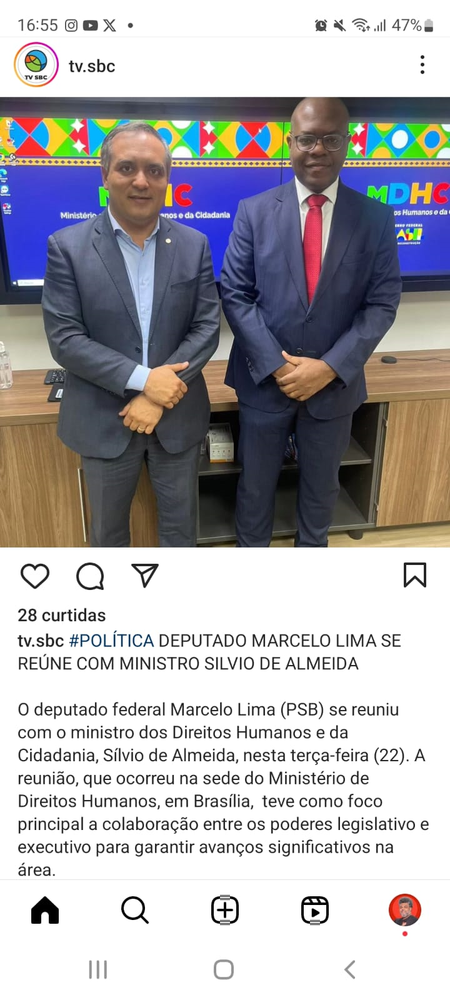 16:55
47%
TV SBC
tv.sbc
MDHC
Ministério
anos e da Cidadania
os Humanos e da
28 curtidas
tv.sbc #POLÍTICA DEPUTADO MARCELO LIMA SE
REÚNE COM MINISTRO SILVIO DE ALMEIDA
O deputado federal Marcelo Lima (PSB) se reuniu
com o ministro dos Direitos Humanos e da
Cidadania, Sílvio de Almeida, nesta terça-feira (22). A
reunião, que ocorreu na sede do Ministério de
Direitos Humanos, em Brasília,  teve como foco
principal a colaboração entre os poderes legislativo e
executivo para garantir avanços significativos na
área.